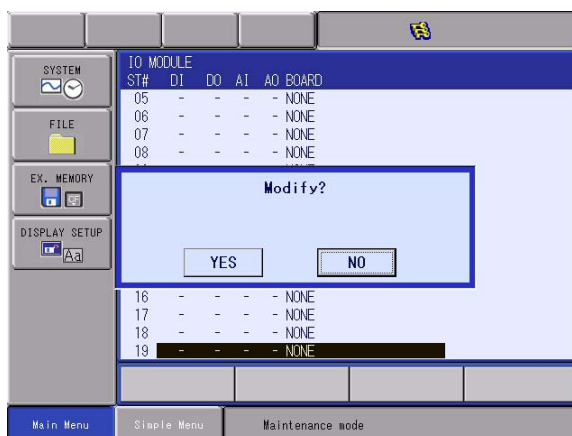 SYSTEM
FILE
EX. MEMORY
DISPLAY SETUP
Aa
IO MODULE
ST# DI DO AI AO BOARD
05 - - - - NONE
06 - - - - NONE
07 - - - - NONE
08 - - - - NONE
Modify?
YES NO
16 - - - - NONE
17 - - - - NONE
18 - - - - NONE
19 - - - - NONE
Main Menu Simple Menu Maintenance mode